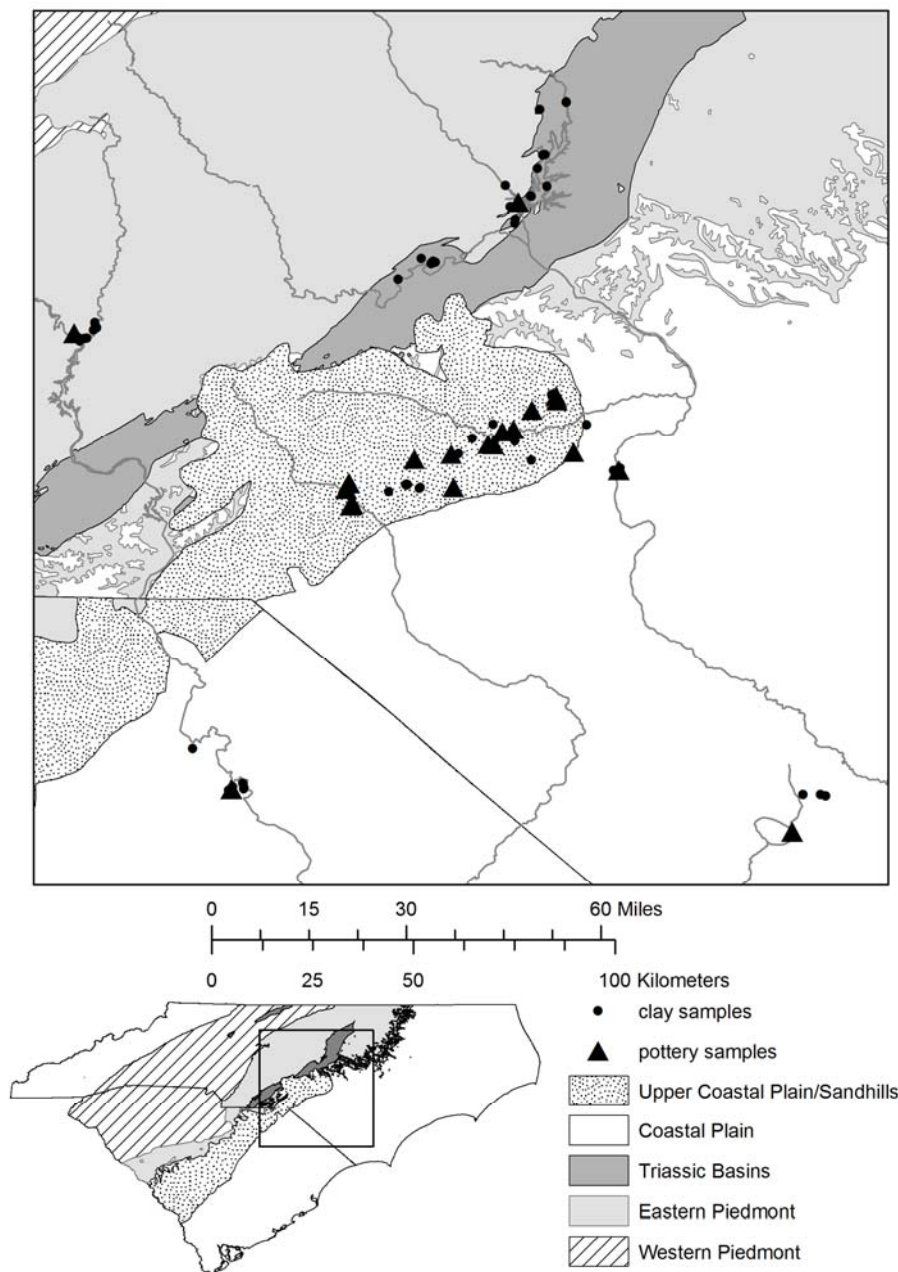 0 15 30 60 Miles
0 25 50 100 Kilometers
clay samples
pottery samples
Upper Coastal Plain/Sandhills
Coastal Plain
Triassic Basins
Eastern Piedmont
Western Piedmont